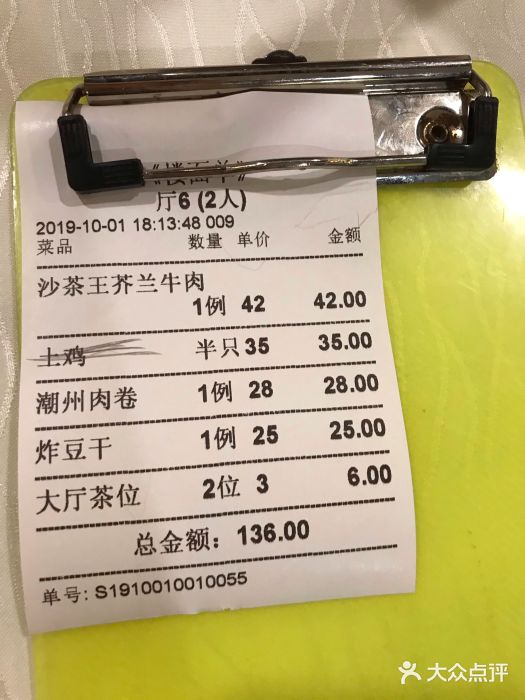 厅6 (2人)
2019-10-01 18:13:48 009
菜品 数量 单价 金额
沙茶王芥兰牛肉
1例 42 42.00
土鸡 半只 35 35.00
潮州肉卷 1例 28 28.00
炸豆干 1例 25 25.00
大厅茶位 2位 3 6.00
总金额: 136.00
单号: S1910010010055
大众点评